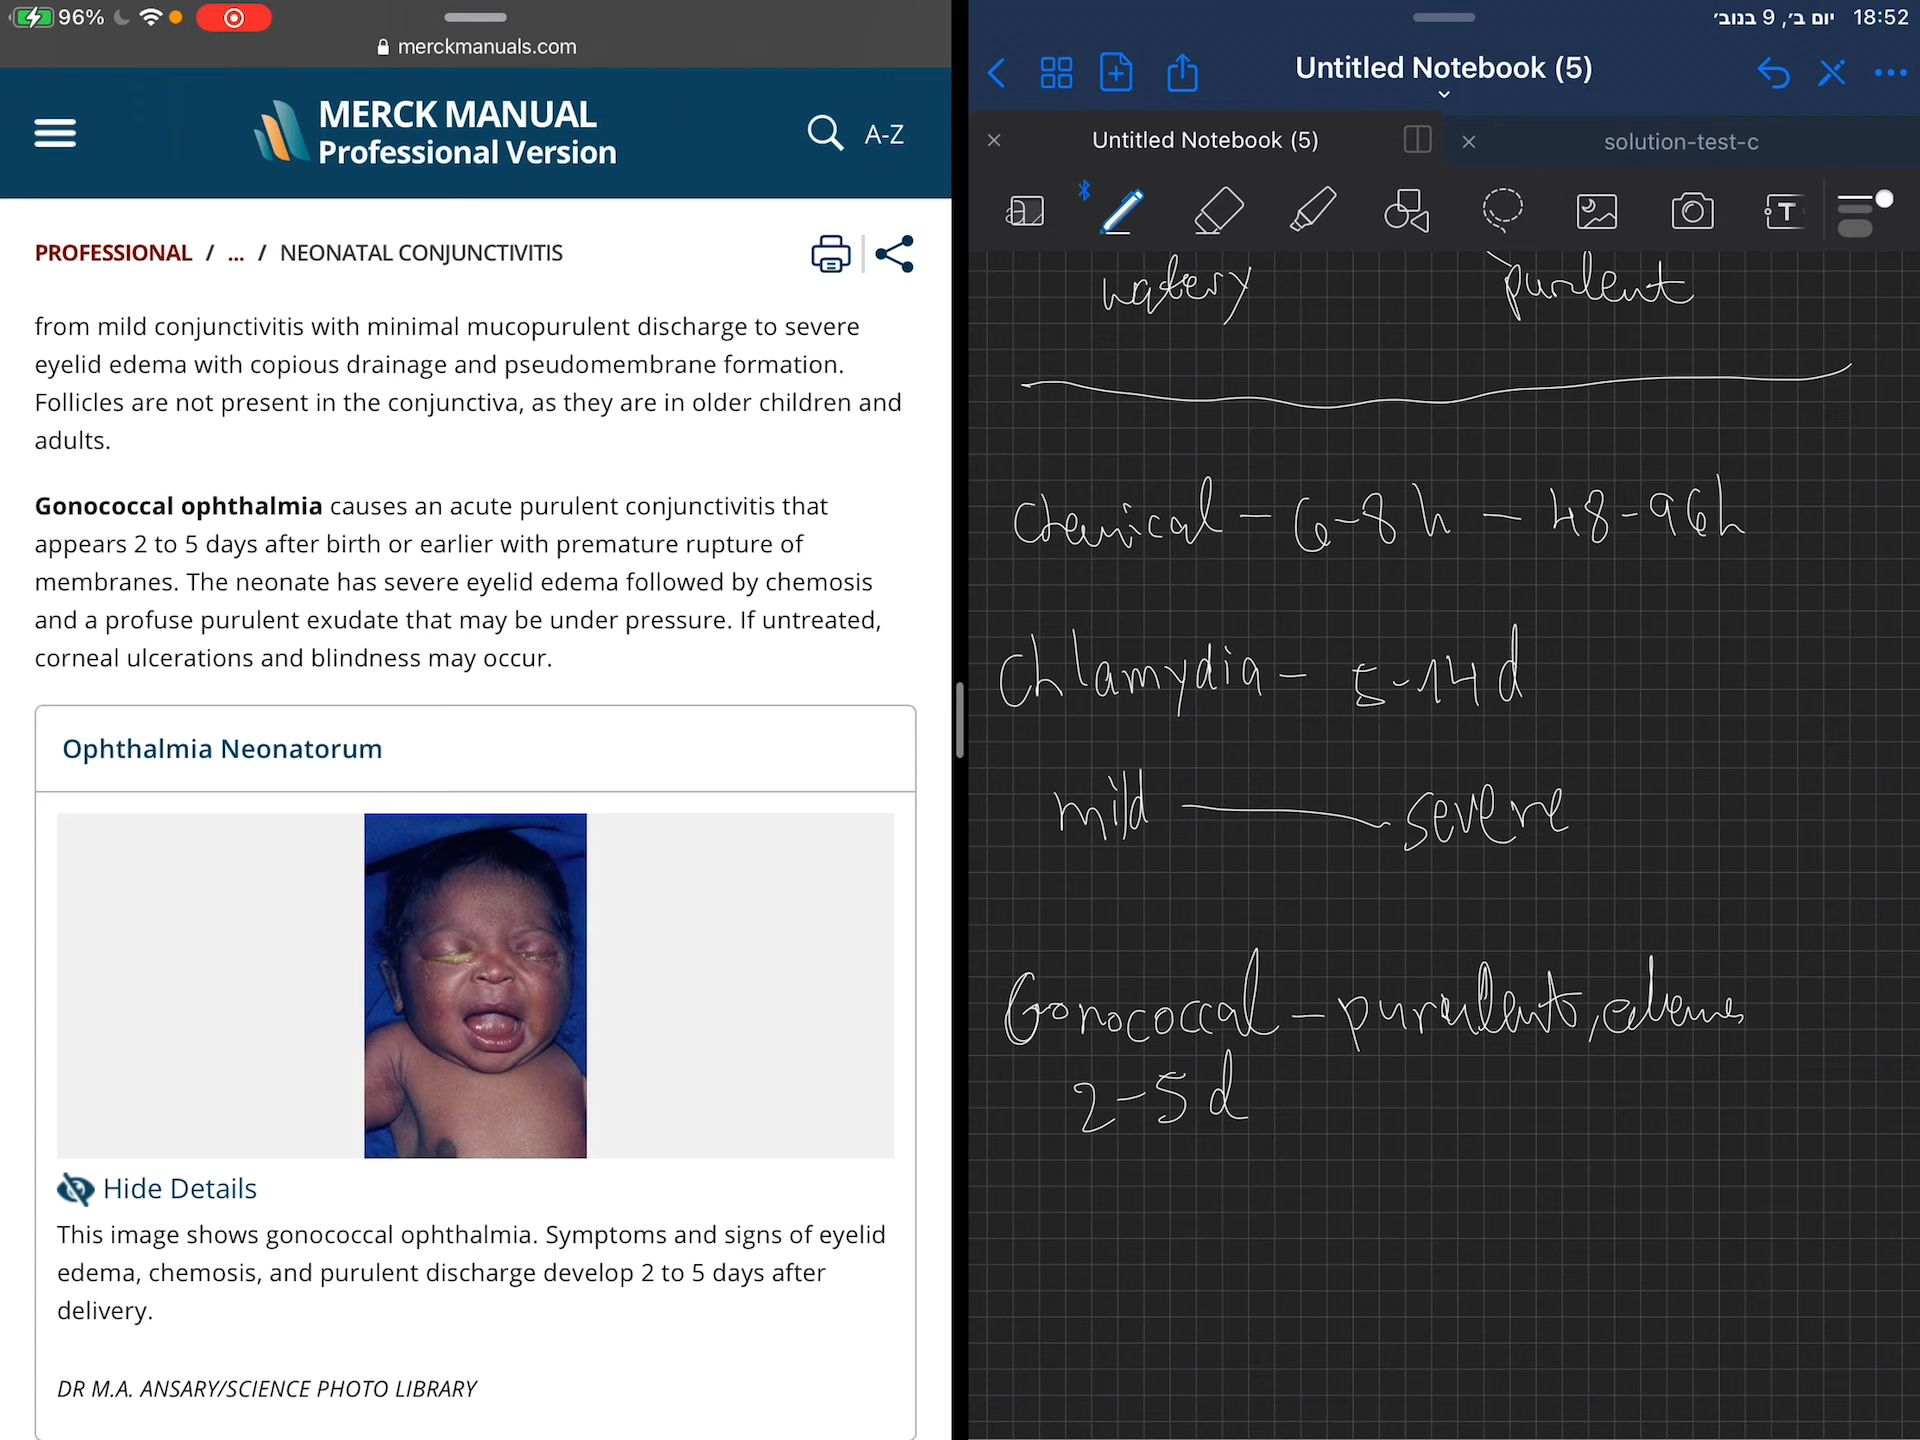 96%
merckmanuals.com
MERCK MANUAL
Professional Version
A-Z
PROFESSIONAL / ... / NEONATAL CONJUNCTIVITIS
from mild conjunctivitis with minimal mucopurulent discharge to severe
eyelid edema with copious drainage and pseudomembrane formation.
Follicles are not present in the conjunctiva, as they are in older children and
adults.
Gonococcal ophthalmia causes an acute purulent conjunctivitis that
appears 2 to 5 days after birth or earlier with premature rupture of
membranes. The neonate has severe eyelid edema followed by chemosis
and a profuse purulent exudate that may be under pressure. If untreated,
corneal ulcerations and blindness may occur.
Ophthalmia Neonatorum
Hide Details
This image shows gonococcal ophthalmia. Symptoms and signs of eyelid
edema, chemosis, and purulent discharge develop 2 to 5 days after
delivery.
DR M.A. ANSARY/SCIENCE PHOTO LIBRARY
יום ב׳, 9 בנוב׳ 18:52
Untitled Notebook (5)
Untitled Notebook (5)
solution-test-c
watery purulent
Chemical - 6-8h - 48-96h
Chlamydia - 5-14d
mild severe
Gonococcal - purulent, edema
2-5d